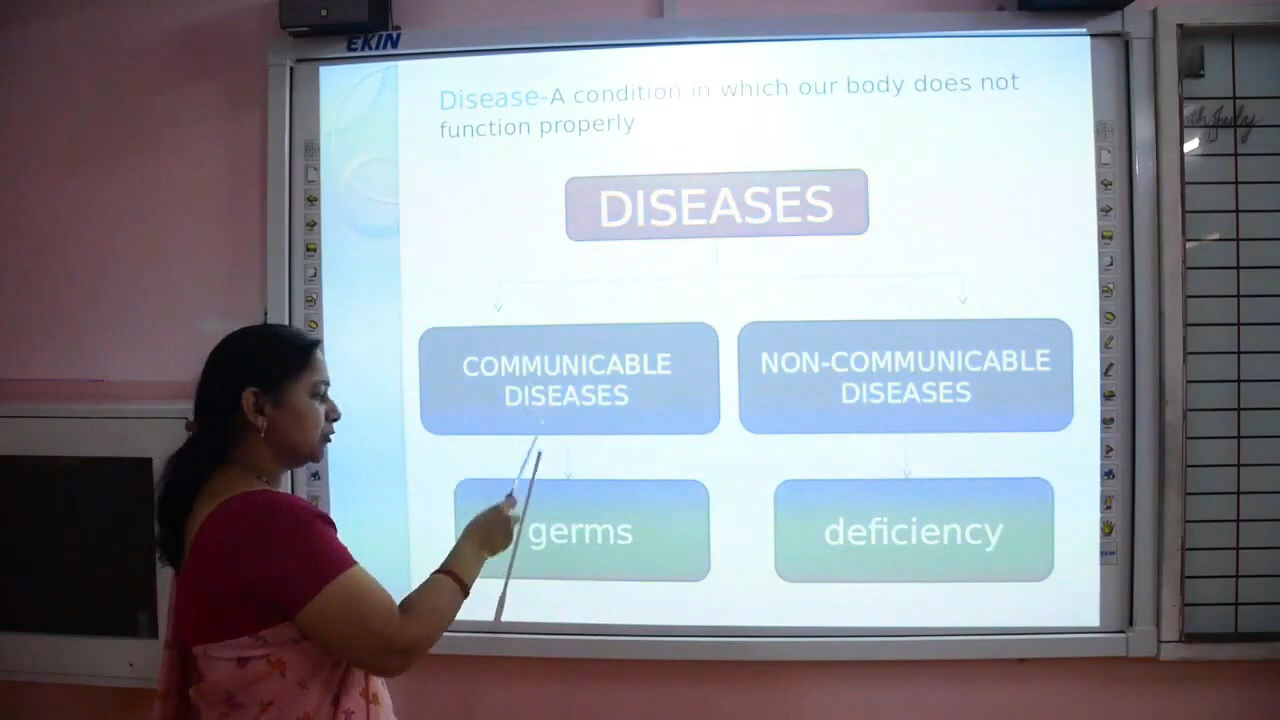 EKIN
Disease-A condition in which our body does not
function properly
DISEASES
COMMUNICABLE
DISEASES
NON-COMMUNICABLE
DISEASES
germs
deficiency
July